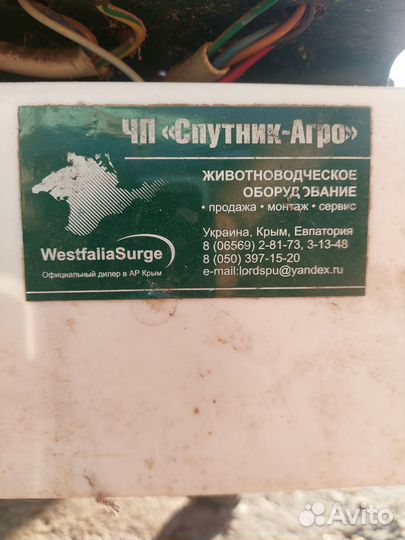 ЧП «Спутник-Агро»
ЖИВОТНОВОДЧЕСКОЕ
ОБОРУДОВАНИЕ
• продажа • монтаж • сервис
WestfaliaSurge
Официальный дилер в АР Крым
Украина, Крым, Евпатория
8 (06569) 2-81-73, 3-13-48
8 (050) 397-15-20
e-mail:lordspu@yandex.ru
Avito